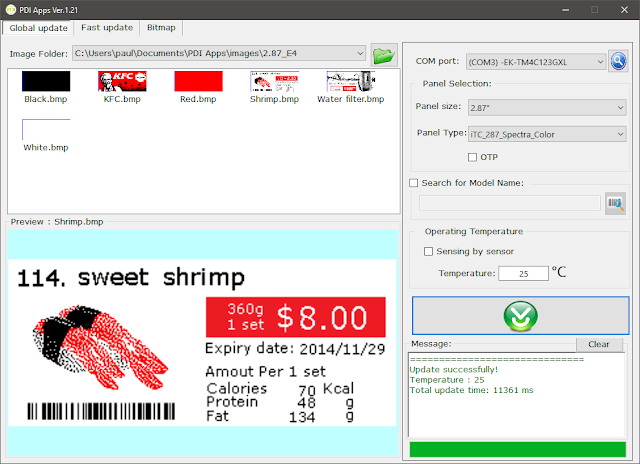 PDI Apps Ver.1.21
Global update Fast update Bitmap
Image Folder: C:\Users\paul\Documents\PDI Apps\images\2.87_E4
KFC
Black.bmp KFC.bmp Red.bmp Shrimp.bmp Water filter.bmp
White.bmp
Preview : Shrimp.bmp
114. sweet shrimp
360g
1 set
$8.00
Expiry date: 2014/11/29
Amout Per 1 set
Calories 70 Kcal
Protein 48 g
Fat 134 g
COM port: (COM3) -EK-TM4C123GXL
Panel Selection:
Panel size: 2.87"
Panel Type: iTC_287_Spectra_Color
OTP
Search for Model Name:
Operating Temperature
Sensing by sensor
Temperature: 25 °C
Message: Clear
==============================
Update successfully!
Temperature : 25
Total update time: 11361 ms